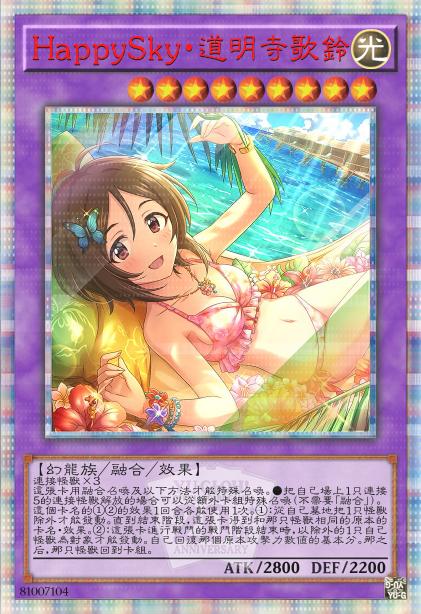 HappySky・道明寺歌鈴
光
【幻龍族/融合/效果】
連接怪獸×3
這張卡用融合召喚及以下方法才能特殊召喚。●把自己場上1只連接
56的連接怪獸解放的場合可以從額外卡組特殊召喚(不需要「融合」)。
這個卡名的①②的效果1回合各能使用1次。①:從自己墓地把1只怪獸
除外才能發動。直到結束階段，這張卡得到和那只怪獸相同的原本的
卡名・效果。②:這張卡進行戰鬥的戰鬥階段結束時，以除外的1只自己
怪獸為對象才能發動。自己回復那個原本攻擊力數值的基本分。那之
后，那只怪獸回到卡組。
ATK/2800 DEF/2200
81007104